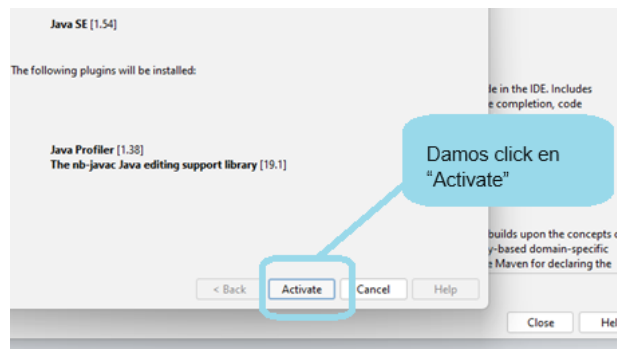 Java SE [1.54]
The following plugins will be installed:
Java Profiler [1.38]
The nb-javac Java editing support library [19.1]
< Back
Activate
Cancel
Help
Damos click en
“Activate”
in the IDE. Includes
completion, code
builds upon the concepts
-based domain-specific
Maven for declaring the
Close